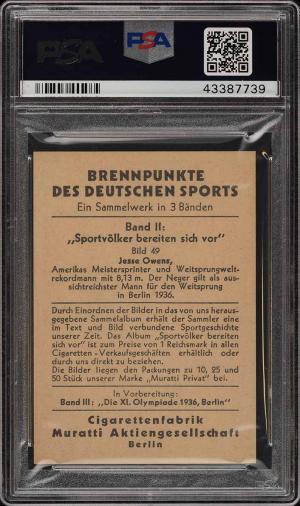 PSA
PSA
43387739
BRENNPUNKTE
DES DEUTSCHEN SPORTS
Ein Sammelwerk in 3 Bänden
Band II:
„Sportvölker bereiten sich vor"
Bild 49
Jesse Owens,
Amerikas Meistersprinter und Weitsprungwelt-
rekordmann mit 8,13 m. Der Neger gilt als aus-
sichtreichster Mann für den Weitsprung
in Berlin 1936.
Durch Einordnen der Bilder in das von uns heraus-
gegebene Sammelalbum erhält der Sammler eine
im Text und Bild verbundene Sportgeschichte
unserer Zeit. Das Album „Sportvölker bereiten
sich vor" ist zum Preise von 1 Reichsmark in allen
Cigaretten-Verkaufsgeschäften erhältlich oder
durch uns direkt zu beziehen.
Die Bilder liegen den Packungen zu 10, 25 und
50 Stück unserer Marke „Muratti Privat" bei.
In Vorbereitung:
Band III: „Die XI. Olympiade 1936, Berlin"
Cigarettenfabrik
Muratti Aktiengesellschaft
Berlin